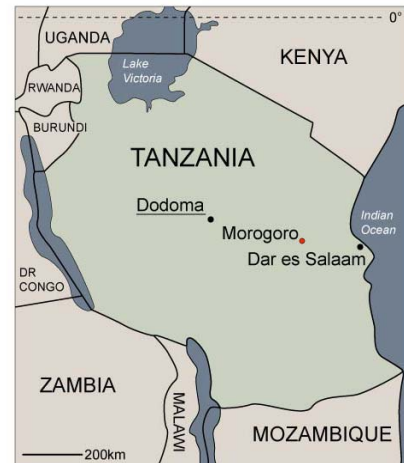 0°
UGANDA
KENYA
Lake
Victoria
RWANDA
BURUNDI
TANZANIA
Dodoma
Indian
Ocean
Morogoro
Dar es Salaam
DR
CONGO
ZAMBIA
MALAWI
MOZAMBIQUE
200km